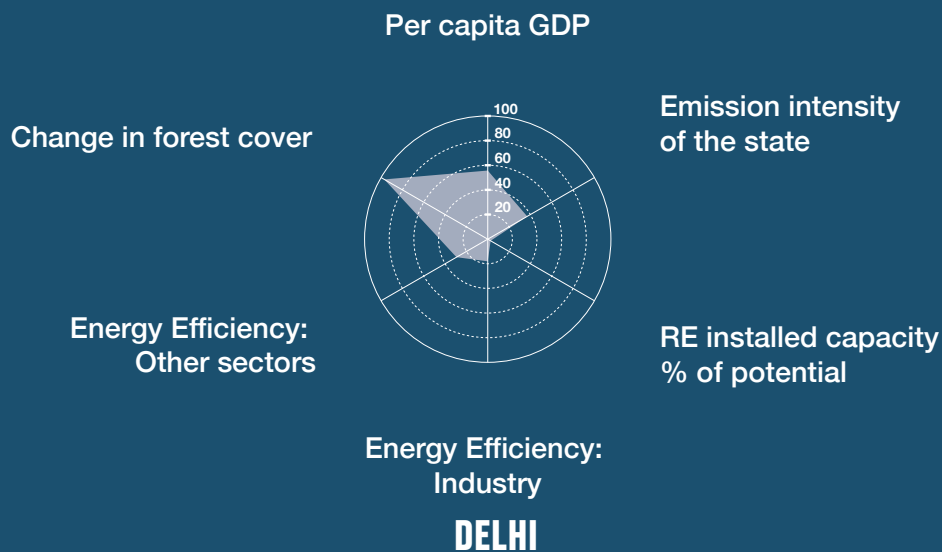 Per capita GDP
Emission intensity
of the state
Change in forest cover
100
80
60
40
20
Energy Efficiency:
Other sectors
RE installed capacity
% of potential
Energy Efficiency:
Industry
DELHI